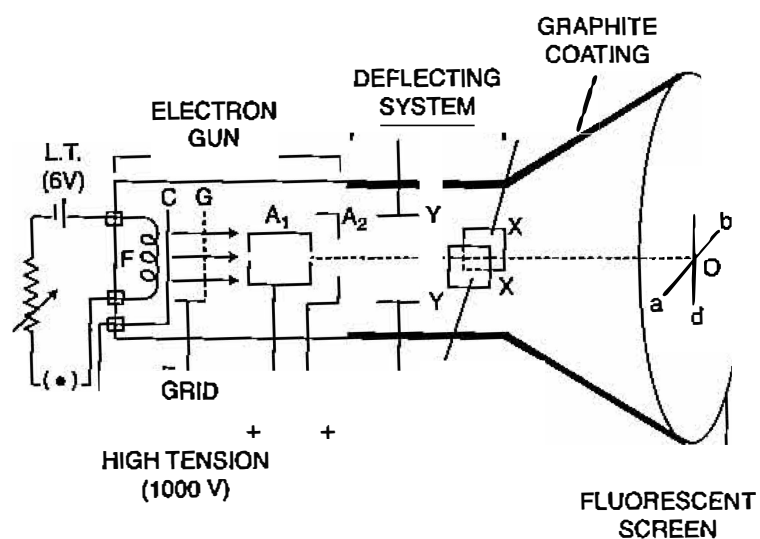 GRAPHITE
COATING
DEFLECTING
SYSTEM
ELECTRON
GUN
L.T.
(6V)
C G
A1
A2
Y
X
F
b
O
X
a
Y
d
GRID
+ +
HIGH TENSION
(1000 V)
FLUORESCENT
SCREEN